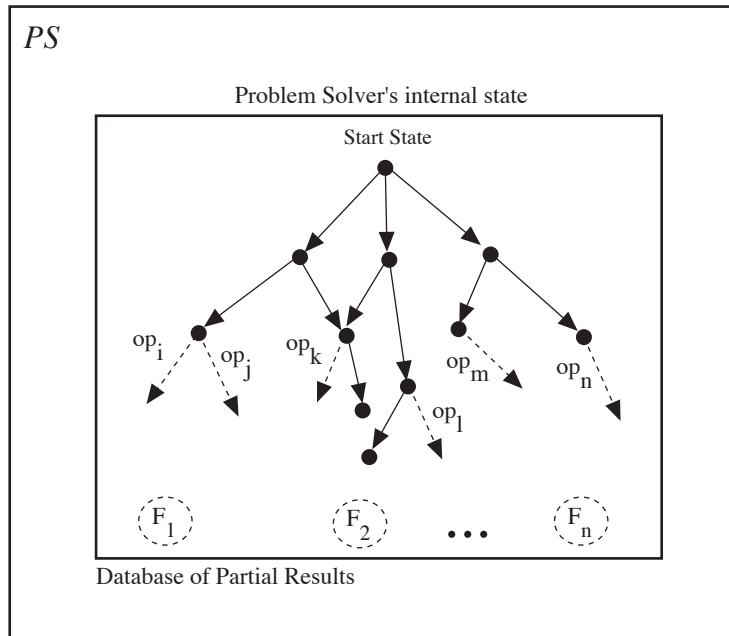 PS
Problem Solver's internal state
Start State
op_i
op_j
op_k
op_l
op_m
op_n
F_1
F_2
...
F_n
Database of Partial Results